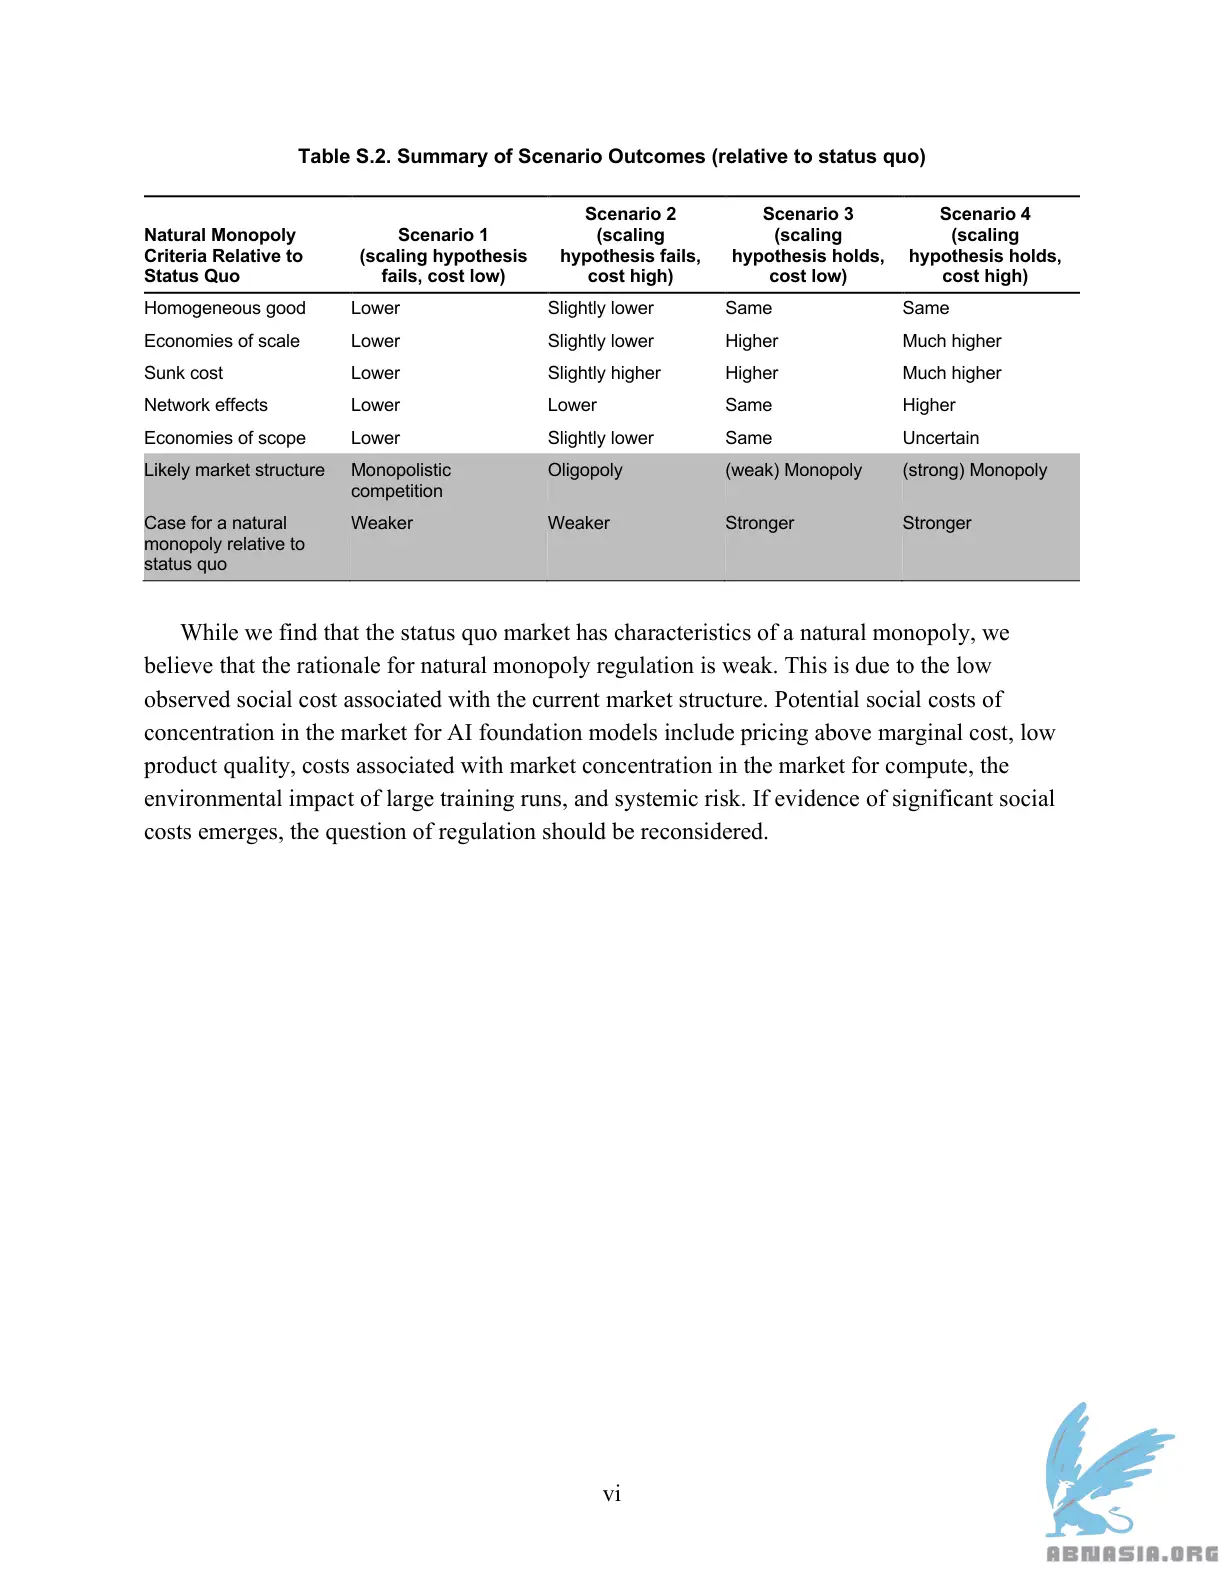 Table S.2. Summary of Scenario Outcomes (relative to status quo)
Natural Monopoly Criteria Relative to Status Quo | Scenario 1 (scaling hypothesis fails, cost low) | Scenario 2 (scaling hypothesis fails, cost high) | Scenario 3 (scaling hypothesis holds, cost low) | Scenario 4 (scaling hypothesis holds, cost high)
Homogeneous good Lower Slightly lower Same Same
Economies of scale Lower Slightly lower Higher Much higher
Sunk cost Lower Slightly higher Higher Much higher
Network effects Lower Lower Same Higher
Economies of scope Lower Slightly lower Same Uncertain
Likely market structure Monopolistic competition Oligopoly (weak) Monopoly (strong) Monopoly
Case for a natural monopoly relative to status quo Weaker Weaker Stronger Stronger
While we find that the status quo market has characteristics of a natural monopoly, we
believe that the rationale for natural monopoly regulation is weak. This is due to the low
observed social cost associated with the current market structure. Potential social costs of
concentration in the market for AI foundation models include pricing above marginal cost, low
product quality, costs associated with market concentration in the market for compute, the
environmental impact of large training runs, and systemic risk. If evidence of significant social
costs emerges, the question of regulation should be reconsidered.
vi
ABNASIA.ORG